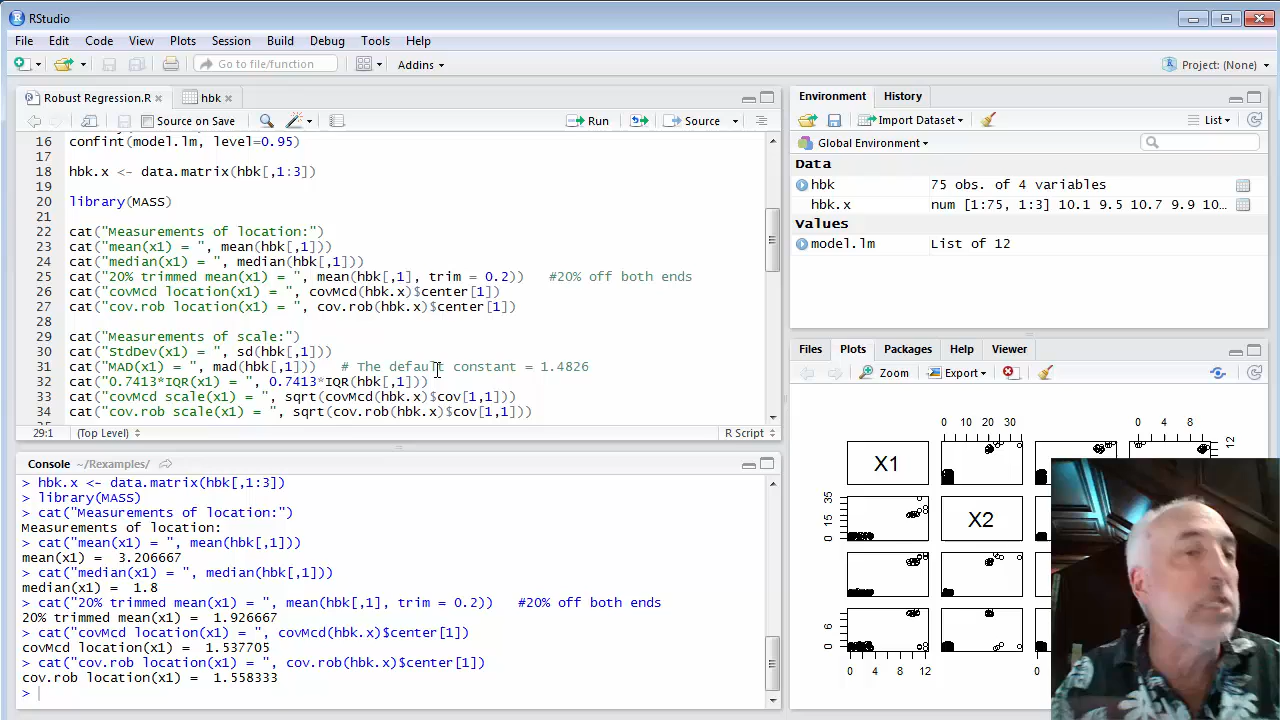 RStudio
File Edit Code View Plots Session Build Debug Tools Help
Go to file/function Addins Project: (None)
Robust Regression.R hbk
Source on Save Run Source
16 confint(model.lm, level=0.95)
17
18 hbk.x <- data.matrix(hbk[,1:3])
19
20 library(MASS)
21
22 cat("Measurements of location:")
23 cat("mean(x1) = ", mean(hbk[,1]))
24 cat("median(x1) = ", median(hbk[,1]))
25 cat("20% trimmed mean(x1) = ", mean(hbk[,1], trim = 0.2)) #20% off both ends
26 cat("covMcd location(x1) = ", covMcd(hbk.x)$center[1])
27 cat("cov.rob location(x1) = ", cov.rob(hbk.x)$center[1])
28
29 cat("Measurements of scale:")
30 cat("StdDev(x1) = ", sd(hbk[,1]))
31 cat("MAD(x1) = ", mad(hbk[,1])) # The default constant = 1.4826
32 cat("0.7413*IQR(x1) = ", 0.7413*IQR(hbk[,1]))
33 cat("covMcd scale(x1) = ", sqrt(covMcd(hbk.x)$cov[1,1]))
34 cat("cov.rob scale(x1) = ", sqrt(cov.rob(hbk.x)$cov[1,1]))
29:1 (Top Level) R Script
Console ~/Rexamples/
> hbk.x <- data.matrix(hbk[,1:3])
> library(MASS)
> cat("Measurements of location:")
Measurements of location:
> cat("mean(x1) = ", mean(hbk[,1]))
mean(x1) = 3.206667
> cat("median(x1) = ", median(hbk[,1]))
median(x1) = 1.8
> cat("20% trimmed mean(x1) = ", mean(hbk[,1], trim = 0.2)) #20% off both ends
20% trimmed mean(x1) = 1.926667
> cat("covMcd location(x1) = ", covMcd(hbk.x)$center[1])
covMcd location(x1) = 1.537705
> cat("cov.rob location(x1) = ", cov.rob(hbk.x)$center[1])
cov.rob location(x1) = 1.558333
>
Environment History
Import Dataset List
Global Environment
Data
hbk 75 obs. of 4 variables
hbk.x num [1:75, 1:3] 10.1 9.5 10.7 9.9 10...
Values
model.lm List of 12
Files Plots Packages Help Viewer
Zoom Export
0 10 20 30 0 4 8
X1 12
35
15 X2
0
6
0
0 4 8 12 0